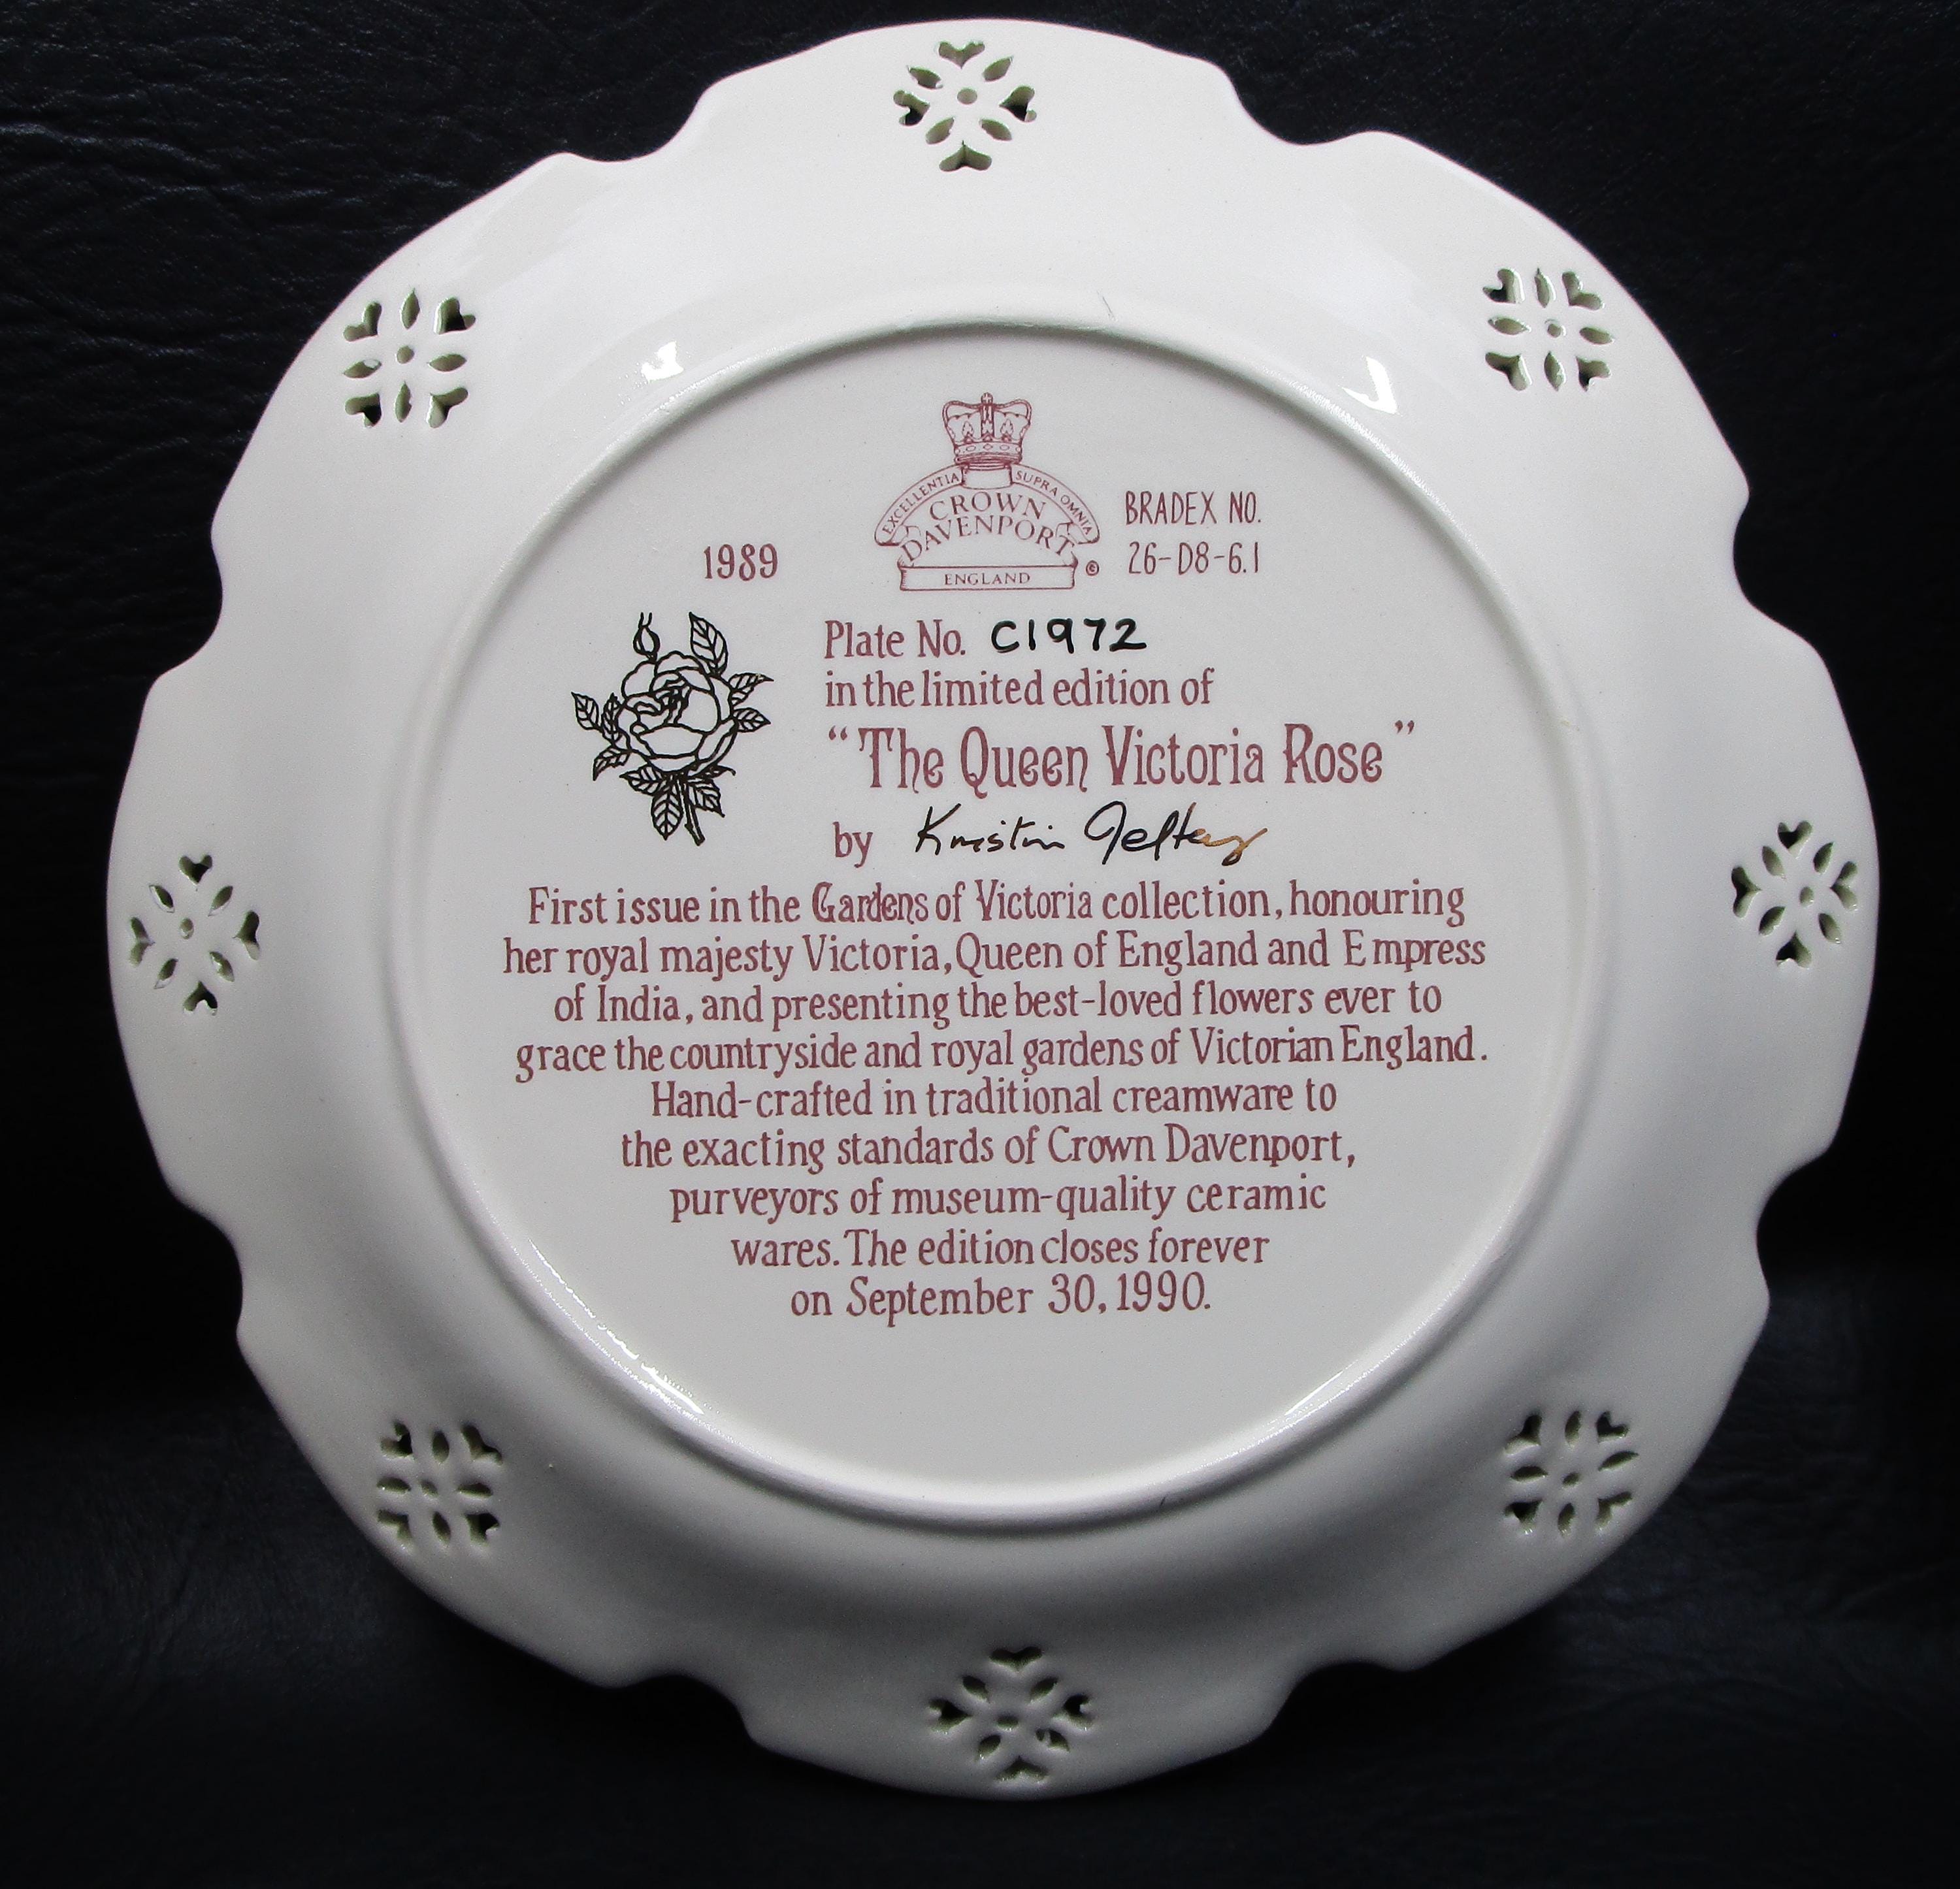 EXCELLENTIA SUPRA OMNIA
CROWN
DAVENPORT
ENGLAND ©
BRADEX NO.
26-D8-6.1
1989
Plate No. C1972
in the limited edition of
“The Queen Victoria Rose”
by
First issue in the Gardens of Victoria collection, honouring
her royal majesty Victoria, Queen of England and Empress
of India, and presenting the best-loved flowers ever to
grace the countryside and royal gardens of Victorian England.
Hand-crafted in traditional creamware to
the exacting standards of Crown Davenport,
purveyors of museum-quality ceramic
wares. The edition closes forever
on September 30, 1990.